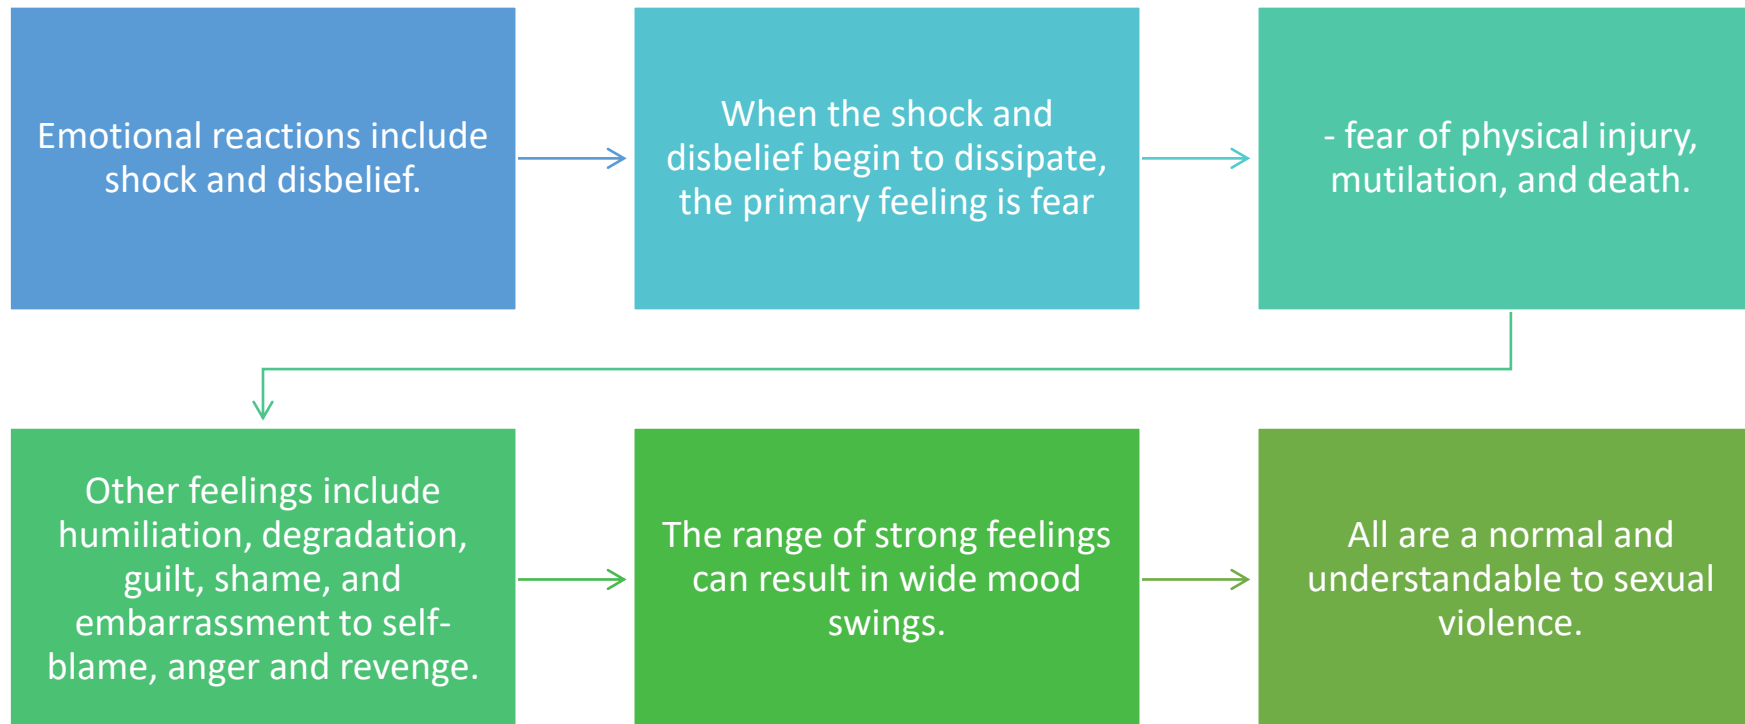 Emotional reactions include
shock and disbelief.
When the shock and
disbelief begin to dissipate,
the primary feeling is fear
- fear of physical injury,
mutilation, and death.
Other feelings include
humiliation, degradation,
guilt, shame, and
embarrassment to self-
blame, anger and revenge.
The range of strong feelings
can result in wide mood
swings.
All are a normal and
understandable to sexual
violence.